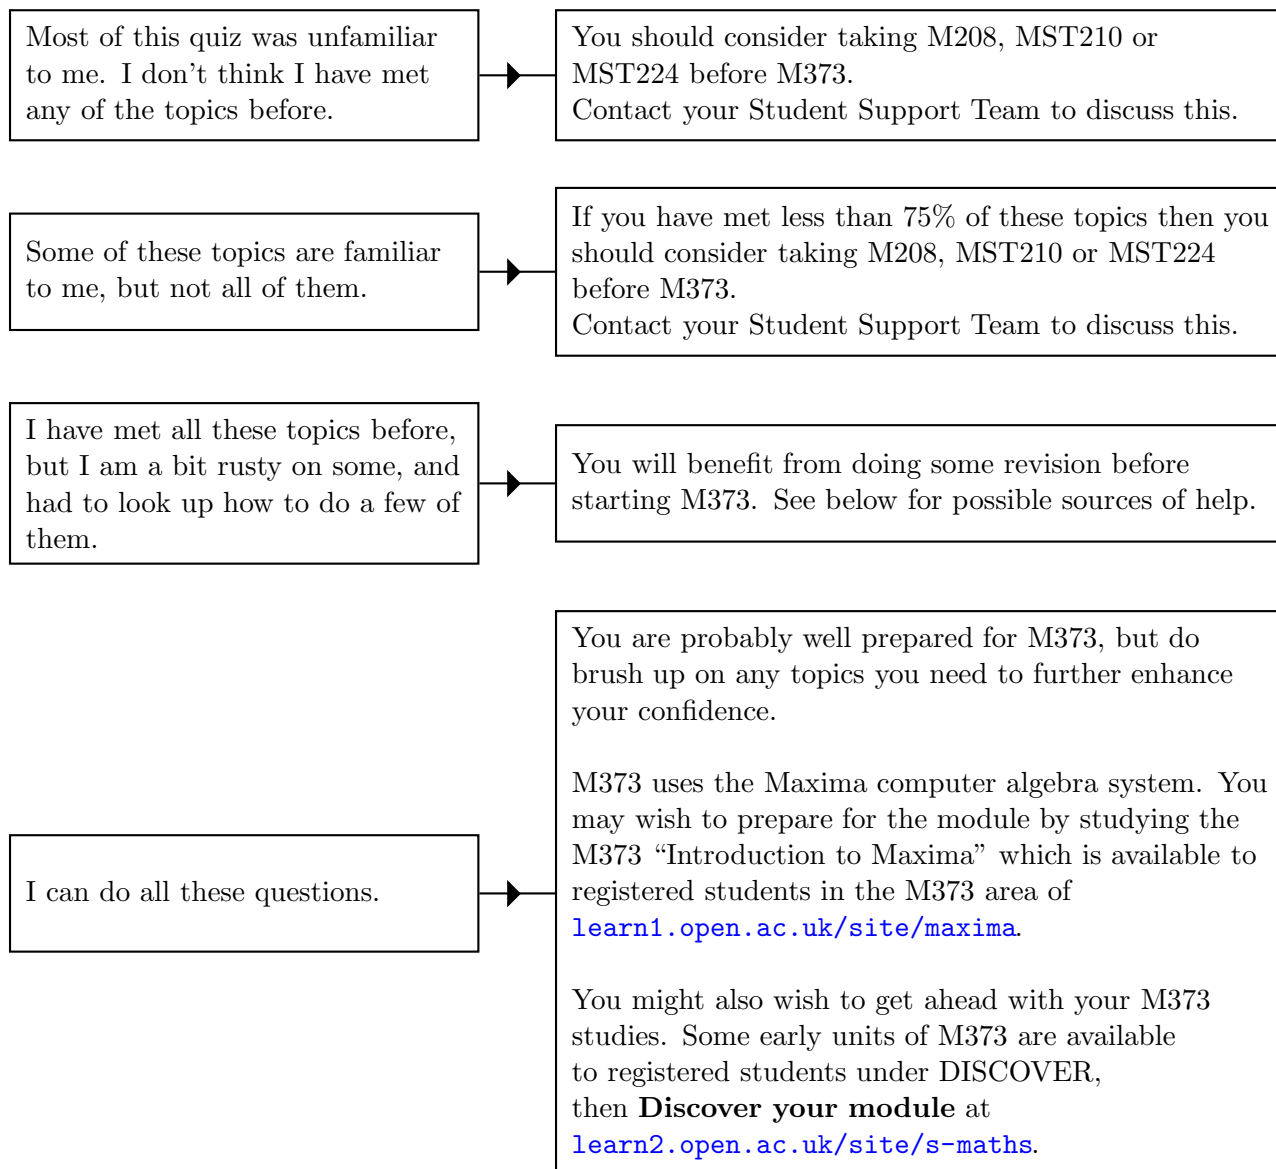 Most of this quiz was unfamiliar
to me. I don't think I have met
any of the topics before.
You should consider taking M208, MST210 or
MST224 before M373.
Contact your Student Support Team to discuss this.
Some of these topics are familiar
to me, but not all of them.
If you have met less than 75% of these topics then you
should consider taking M208, MST210 or MST224
before M373.
Contact your Student Support Team to discuss this.
I have met all these topics before,
but I am a bit rusty on some, and
had to look up how to do a few of
them.
You will benefit from doing some revision before
starting M373. See below for possible sources of help.
I can do all these questions.
You are probably well prepared for M373, but do
brush up on any topics you need to further enhance
your confidence.
M373 uses the Maxima computer algebra system. You
may wish to prepare for the module by studying the
M373 “Introduction to Maxima” which is available to
registered students in the M373 area of
learn1.open.ac.uk/site/maxima.
You might also wish to get ahead with your M373
studies. Some early units of M373 are available
to registered students under DISCOVER,
then Discover your module at
learn2.open.ac.uk/site/s-maths.